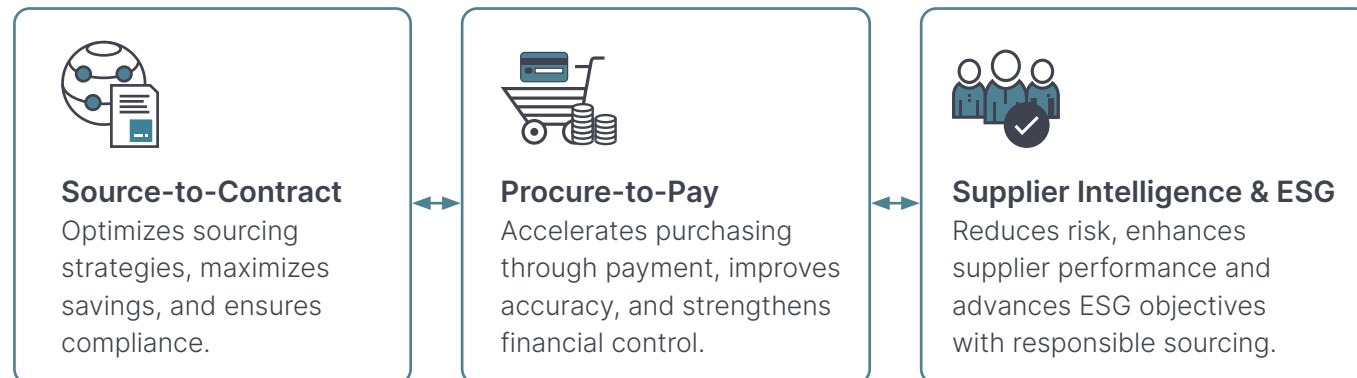 Source-to-Contract
Optimizes sourcing
strategies, maximizes
savings, and ensures
compliance.
Procure-to-Pay
Accelerates purchasing
through payment, improves
accuracy, and strengthens
financial control.
Supplier Intelligence & ESG
Reduces risk, enhances
supplier performance and
advances ESG objectives
with responsible sourcing.